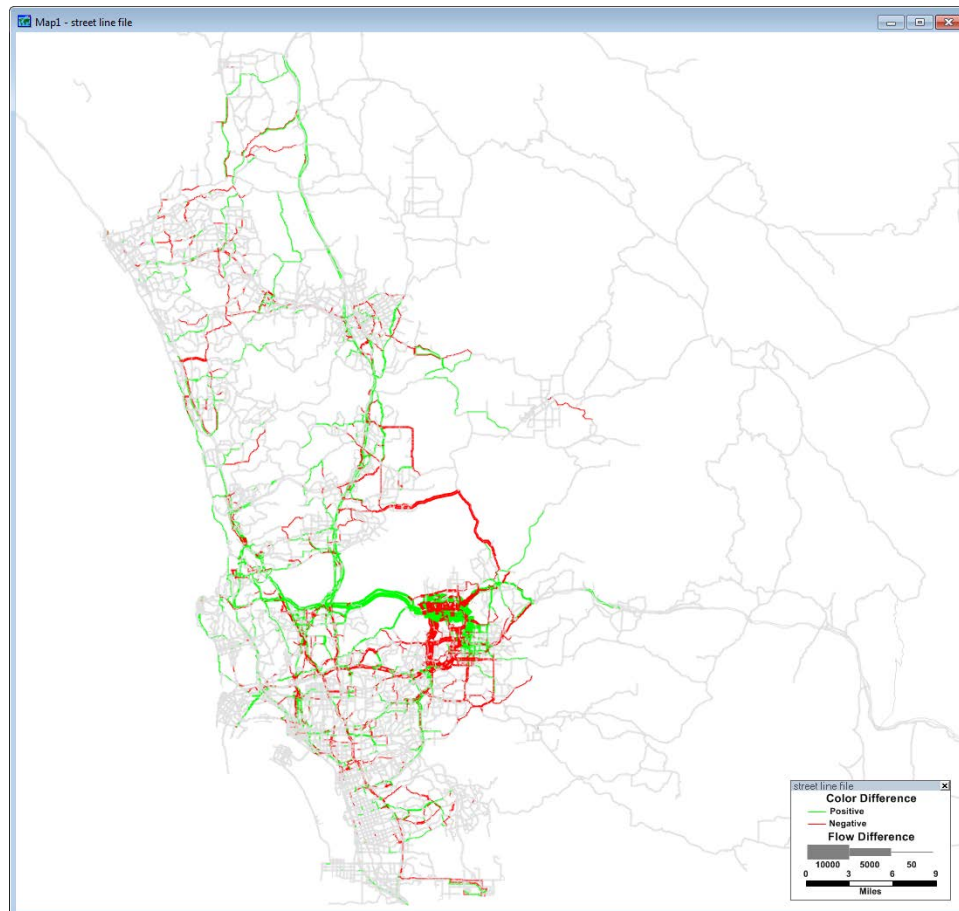 Map1 - street line file
street line file
Color Difference
Positive
Negative
Flow Difference
10000 5000 50
0 3 6 9
Miles